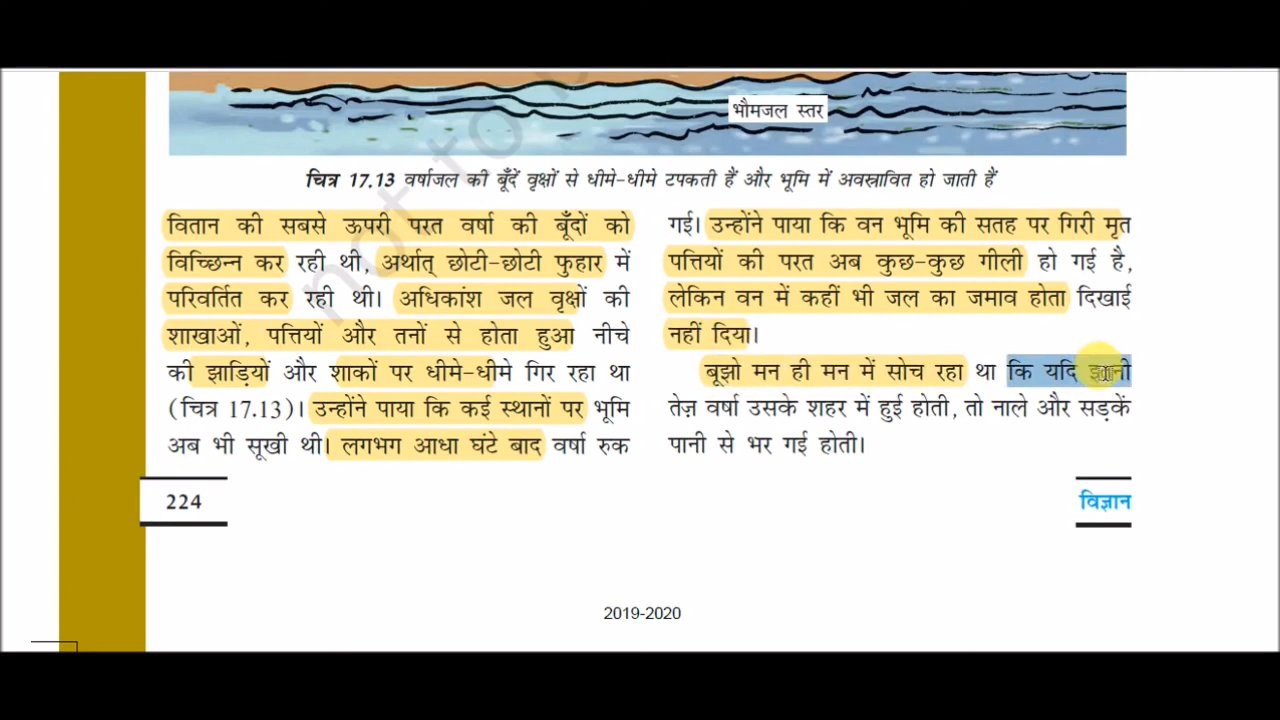 भौमजल स्तर
not to
चित्र 17.13 वर्षाजल की बूँदें वृक्षों से धीमे-धीमे टपकती हैं और भूमि में अवस्त्रावित हो जाती हैं
वितान की सबसे ऊपरी परत वर्षा की बूँदों को
विच्छिन्न कर रही थी, अर्थात् छोटी-छोटी फुहार में
परिवर्तित कर रही थी। अधिकांश जल वृक्षों की
शाखाओं, पत्तियों और तनों से होता हुआ नीचे
की झाड़ियों और शाकों पर धीमे-धीमे गिर रहा था
(चित्र 17.13)। उन्होंने पाया कि कई स्थानों पर भूमि
अब भी सूखी थी। लगभग आधा घंटे बाद वर्षा रुक
गई। उन्होंने पाया कि वन भूमि की सतह पर गिरी मृत
पत्तियों की परत अब कुछ-कुछ गीली हो गई है,
लेकिन वन में कहीं भी जल का जमाव होता दिखाई
नहीं दिया।
बूझो मन ही मन में सोच रहा था कि यदि इतनी
तेज़ वर्षा उसके शहर में हुई होती, तो नाले और सड़कें
पानी से भर गई होती।
224
विज्ञान
2019-2020